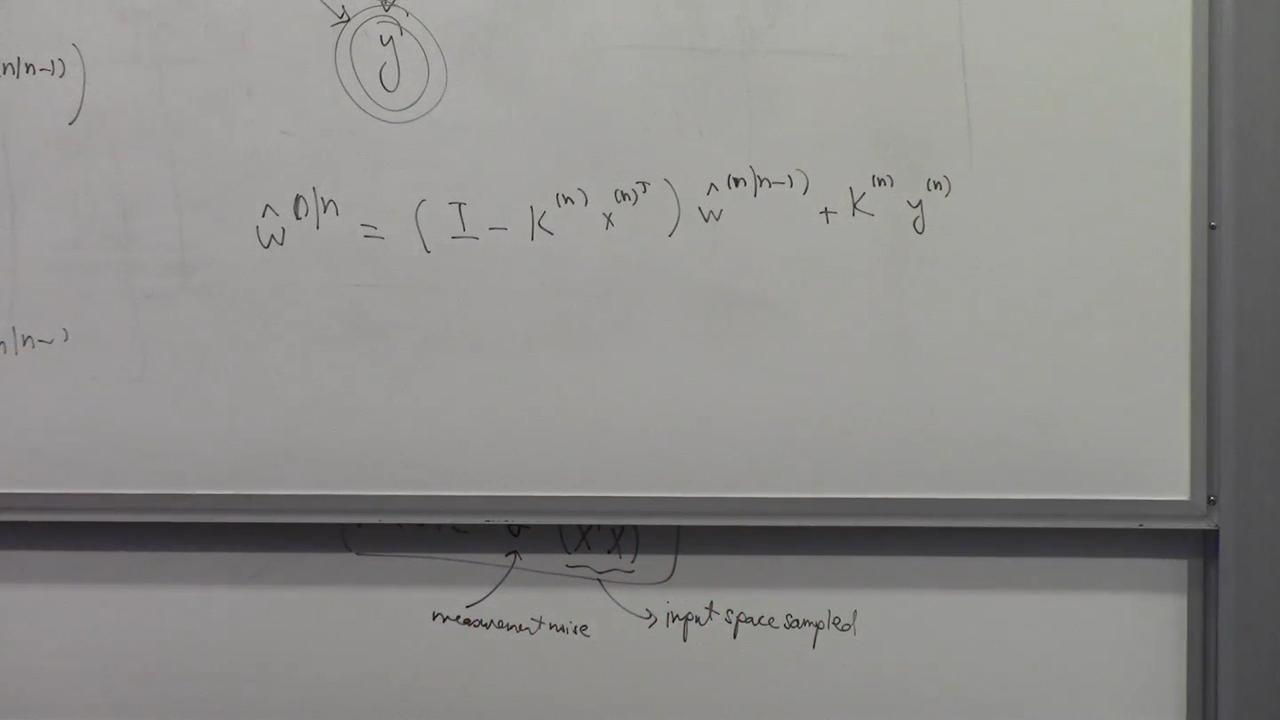 n|n-1)
y
ŵ^n|n = (I - K^(n) x^(n)T) ŵ^(n|n-1) + K^(n) y^(n)
n|n-1)
(X^T X)
measurement noise
input space sampled